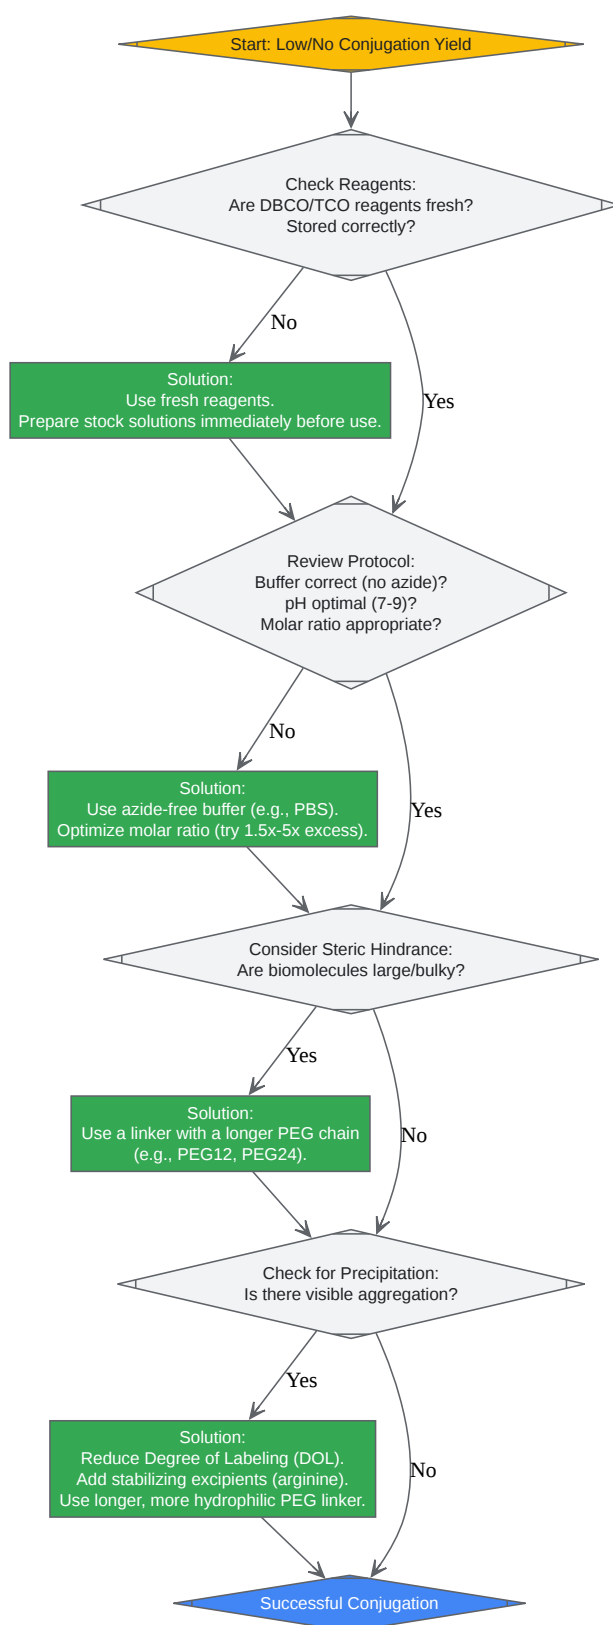 Start: Low/No Conjugation Yield
Check Reagents:
Are DBCO/TCO reagents fresh?
Stored correctly?
No
Yes
Solution:
Use fresh reagents.
Prepare stock solutions immediately before use.
Review Protocol:
Buffer correct (no azide)?
pH optimal (7-9)?
Molar ratio appropriate?
No
Yes
Solution:
Use azide-free buffer (e.g., PBS).
Optimize molar ratio (try 1.5x-5x excess).
Consider Steric Hindrance:
Are biomolecules large/bulky?
Yes
No
Solution:
Use a linker with a longer PEG chain
(e.g., PEG12, PEG24).
Check for Precipitation:
Is there visible aggregation?
Yes
No
Solution:
Reduce Degree of Labeling (DOL).
Add stabilizing excipients (arginine).
Use longer, more hydrophilic PEG linker.
Successful Conjugation